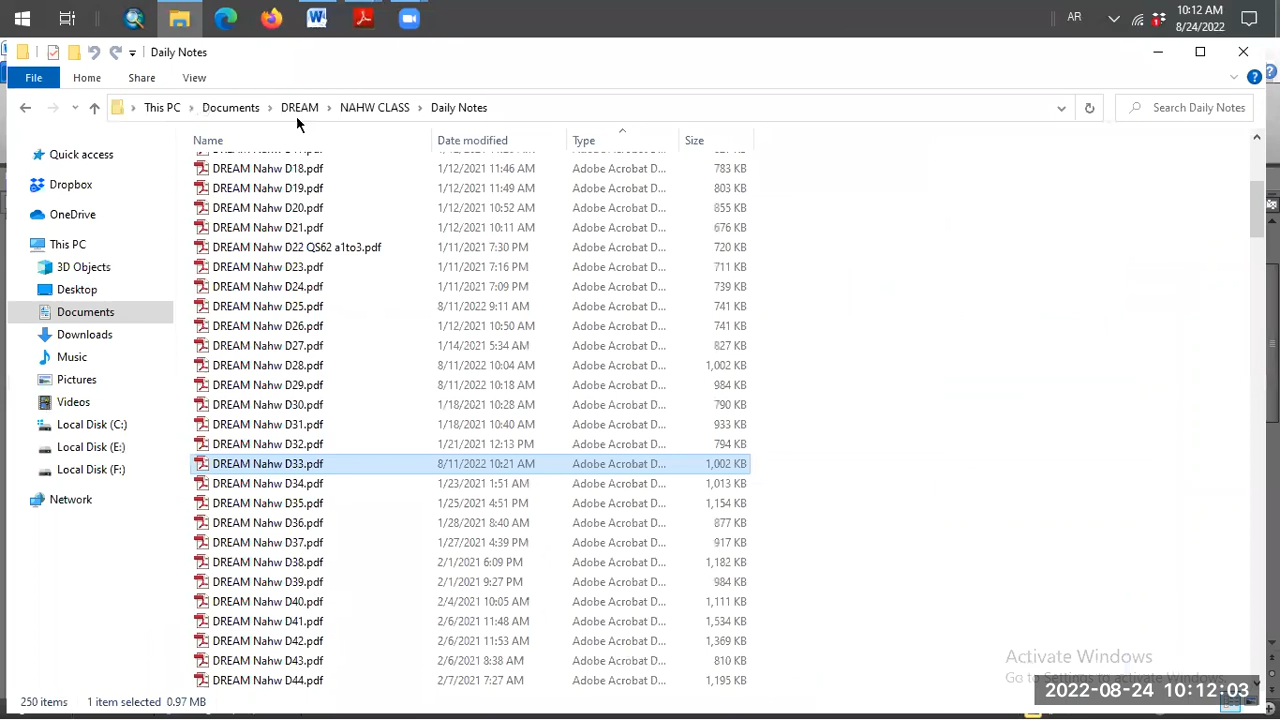 AR
10:12 AM
8/24/2022
Daily Notes
File Home Share View
This PC Documents DREAM NAHW CLASS Daily Notes
Search Daily Notes
Name Date modified Type Size
Quick access
Dropbox
OneDrive
This PC
3D Objects
Desktop
Documents
Downloads
Music
Pictures
Videos
Local Disk (C:)
Local Disk (E:)
Local Disk (F:)
Network
DREAM Nahw D18.pdf 1/12/2021 11:46 AM Adobe Acrobat D... 783 KB
DREAM Nahw D19.pdf 1/12/2021 11:49 AM Adobe Acrobat D... 803 KB
DREAM Nahw D20.pdf 1/12/2021 10:52 AM Adobe Acrobat D... 855 KB
DREAM Nahw D21.pdf 1/12/2021 10:11 AM Adobe Acrobat D... 676 KB
DREAM Nahw D22 QS62 a1to3.pdf 1/11/2021 7:30 PM Adobe Acrobat D... 720 KB
DREAM Nahw D23.pdf 1/11/2021 7:16 PM Adobe Acrobat D... 711 KB
DREAM Nahw D24.pdf 1/11/2021 7:09 PM Adobe Acrobat D... 739 KB
DREAM Nahw D25.pdf 8/11/2022 9:11 AM Adobe Acrobat D... 741 KB
DREAM Nahw D26.pdf 1/12/2021 10:50 AM Adobe Acrobat D... 741 KB
DREAM Nahw D27.pdf 1/14/2021 5:34 AM Adobe Acrobat D... 827 KB
DREAM Nahw D28.pdf 8/11/2022 10:04 AM Adobe Acrobat D... 1,002 KB
DREAM Nahw D29.pdf 8/11/2022 10:18 AM Adobe Acrobat D... 984 KB
DREAM Nahw D30.pdf 1/18/2021 10:28 AM Adobe Acrobat D... 790 KB
DREAM Nahw D31.pdf 1/18/2021 10:40 AM Adobe Acrobat D... 933 KB
DREAM Nahw D32.pdf 1/21/2021 12:13 PM Adobe Acrobat D... 794 KB
DREAM Nahw D33.pdf 8/11/2022 10:21 AM Adobe Acrobat D... 1,002 KB
DREAM Nahw D34.pdf 1/23/2021 1:51 AM Adobe Acrobat D... 1,013 KB
DREAM Nahw D35.pdf 1/25/2021 4:51 PM Adobe Acrobat D... 1,154 KB
DREAM Nahw D36.pdf 1/28/2021 8:40 AM Adobe Acrobat D... 877 KB
DREAM Nahw D37.pdf 1/27/2021 4:39 PM Adobe Acrobat D... 917 KB
DREAM Nahw D38.pdf 2/1/2021 6:09 PM Adobe Acrobat D... 1,182 KB
DREAM Nahw D39.pdf 2/1/2021 9:27 PM Adobe Acrobat D... 984 KB
DREAM Nahw D40.pdf 2/4/2021 10:05 AM Adobe Acrobat D... 1,111 KB
DREAM Nahw D41.pdf 2/6/2021 11:48 AM Adobe Acrobat D... 1,534 KB
DREAM Nahw D42.pdf 2/6/2021 11:53 AM Adobe Acrobat D... 1,369 KB
DREAM Nahw D43.pdf 2/6/2021 8:38 AM Adobe Acrobat D... 810 KB
DREAM Nahw D44.pdf 2/7/2021 7:27 AM Adobe Acrobat D... 1,195 KB
Activate Windows
Go to Settings to activate Windows.
2022-08-24 10:12:03
250 items 1 item selected 0.97 MB